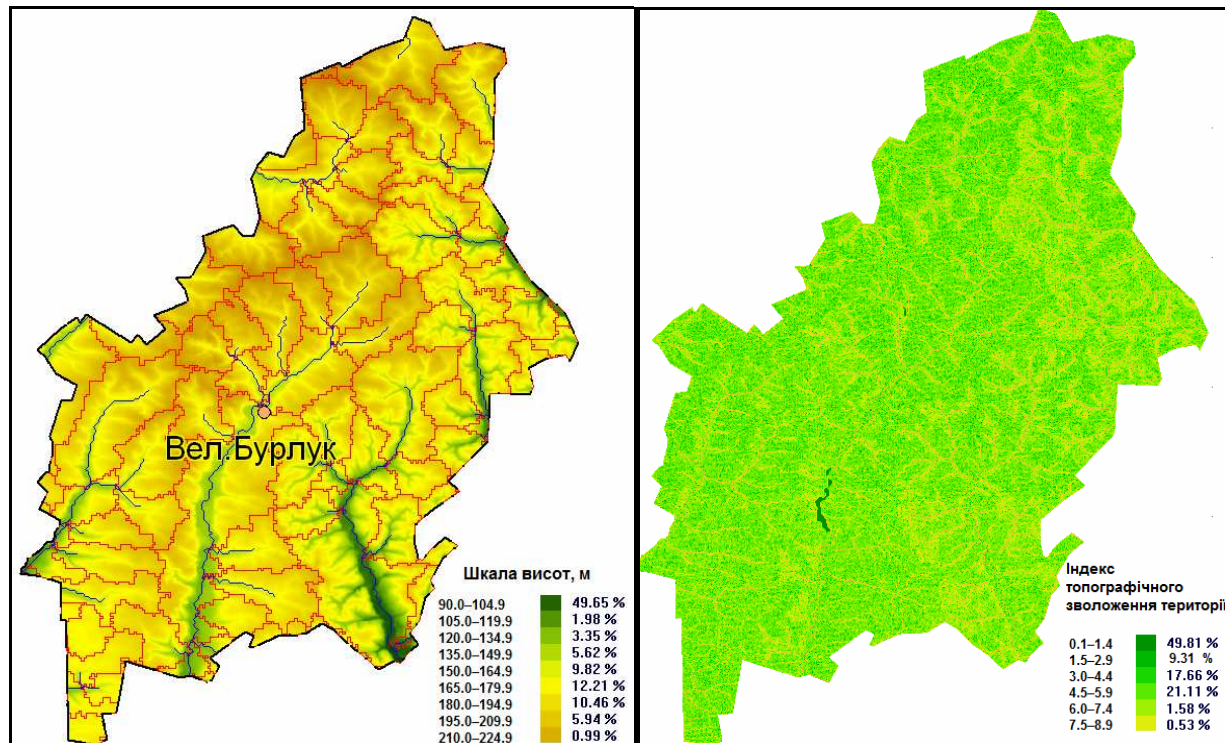 Вел.Бурлук
Шкала висот, м
90.0–104.9 49.65 %
105.0–119.9 1.98 %
120.0–134.9 3.35 %
135.0–149.9 5.62 %
150.0–164.9 9.82 %
165.0–179.9 12.21 %
180.0–194.9 10.46 %
195.0–209.9 5.94 %
210.0–224.9 0.99 %
Індекс
топографічного
зволоження території
0.1–1.4 49.81 %
1.5–2.9 9.31 %
3.0–4.4 17.66 %
4.5–5.9 21.11 %
6.0–7.4 1.58 %
7.5–8.9 0.53 %